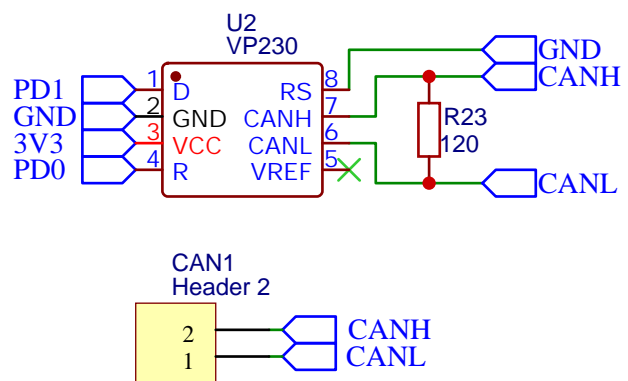 U2
VP230
PD1 1 D RS 8 GND
GND 2 GND CANH 7 CANH
3V3 3 VCC CANL 6
PD0 4 R VREF 5 CANL
R23
120
CAN1
Header 2
2 CANH
1 CANL